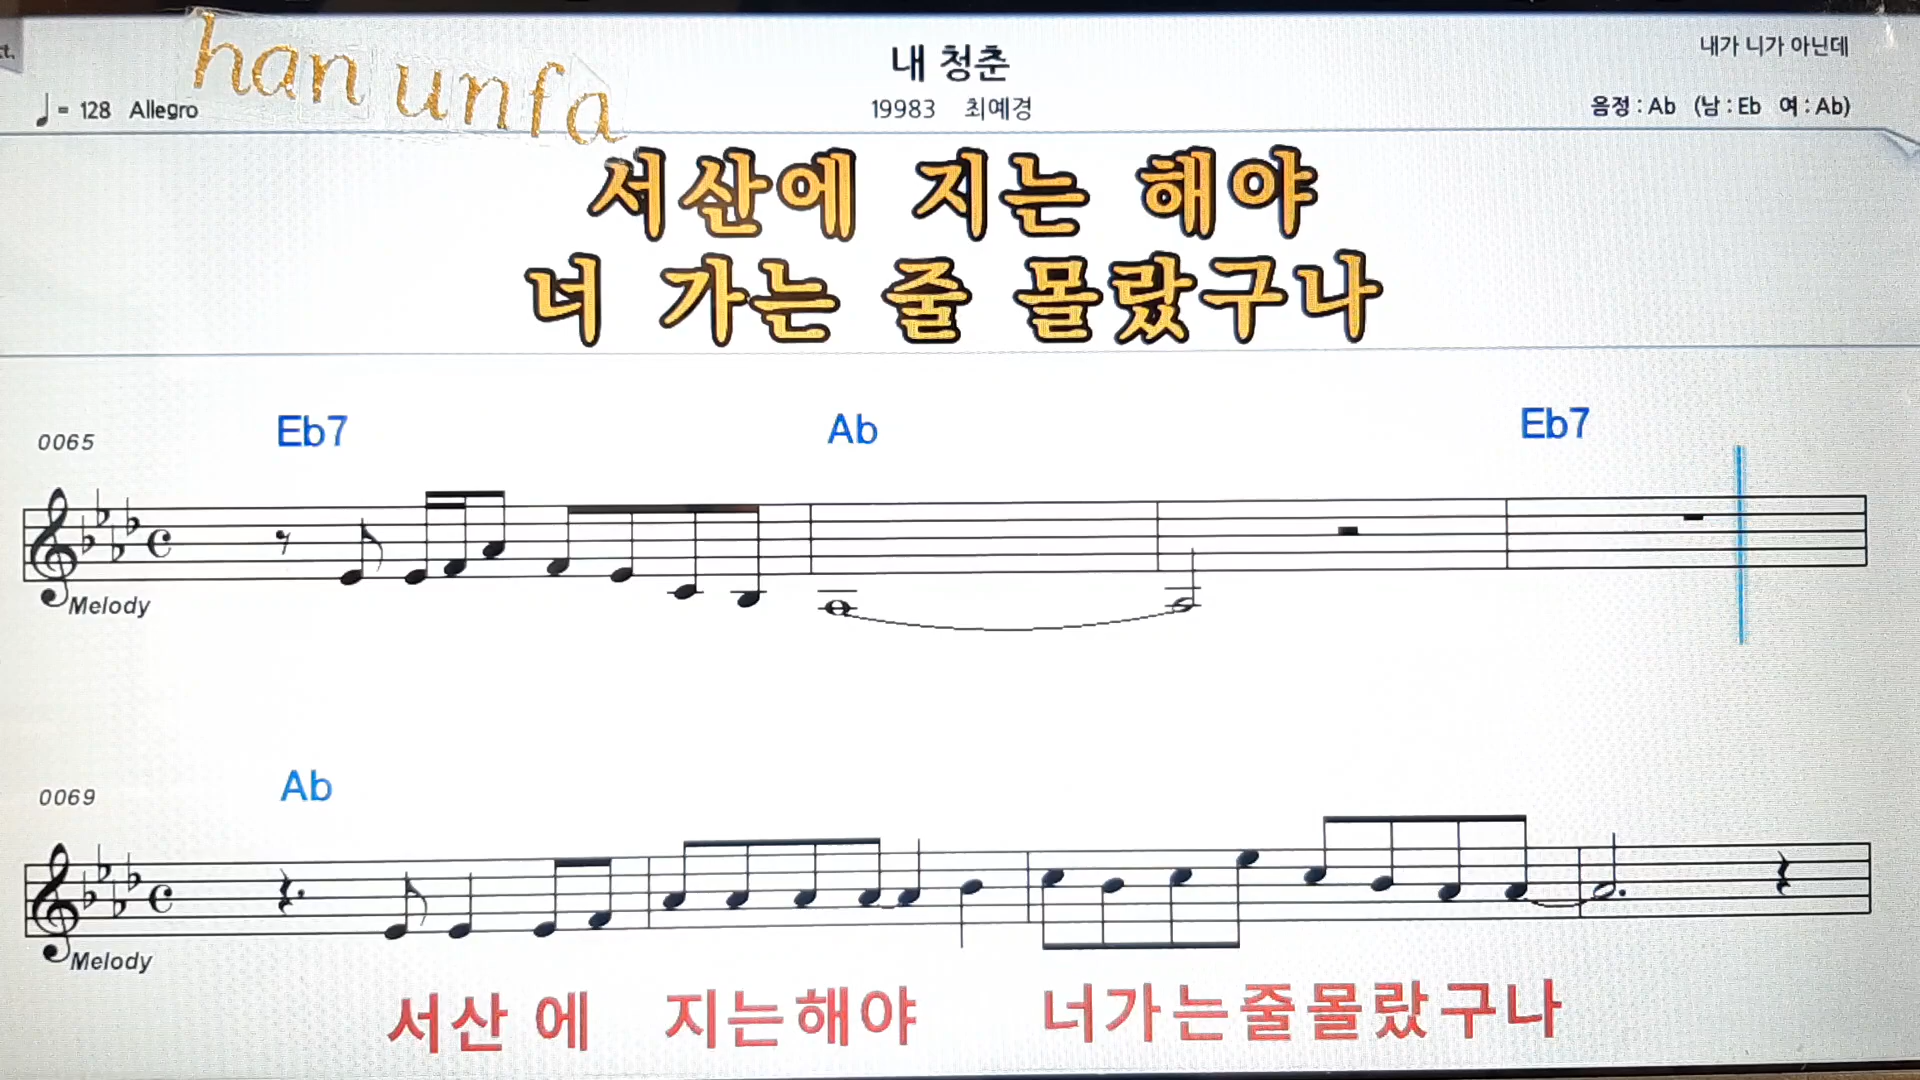 ct.
han unfa
내 청춘
내가 니가 아닌데
= 128 Allegro
19983 최예경
음정 : Ab (남 : Eb 여 : Ab)
서산에 지는 해야
너 가는 줄 몰랐구나
Eb7 Ab Eb7
0065
Melody
Ab
0069
Melody
서산에 지는해야 너가는줄몰랐구나